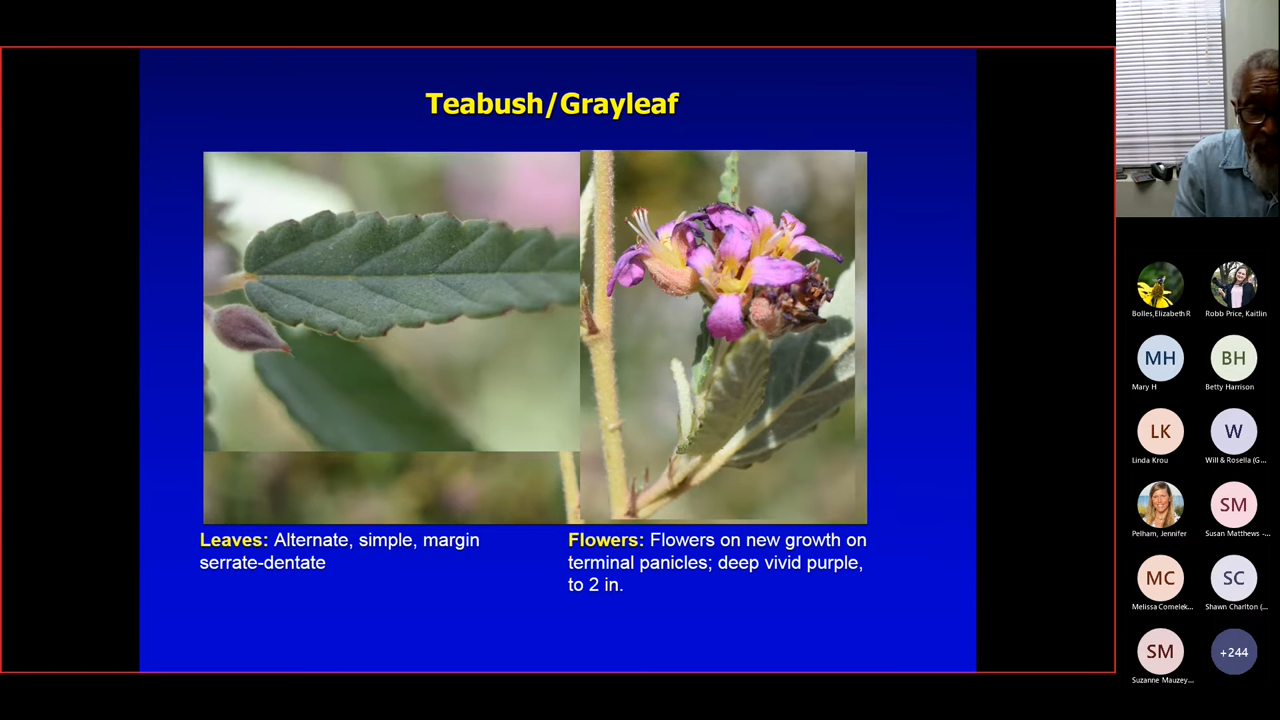 Teabush/Grayleaf
Leaves: Alternate, simple, margin
serrate-dentate
Flowers: Flowers on new growth on
terminal panicles; deep vivid purple,
to 2 in.
Bolles,Elizabeth R
Robb Price, Kaitlin
MH
BH
Mary H
Betty Harrison
LK
W
Linda Krou
Will & Rosella (G...
SM
Pelham, Jennifer
Susan Matthews -...
MC
SC
Melissa Comelek...
Shawn Charlton (...
SM
+244
Suzanne Mauzey...